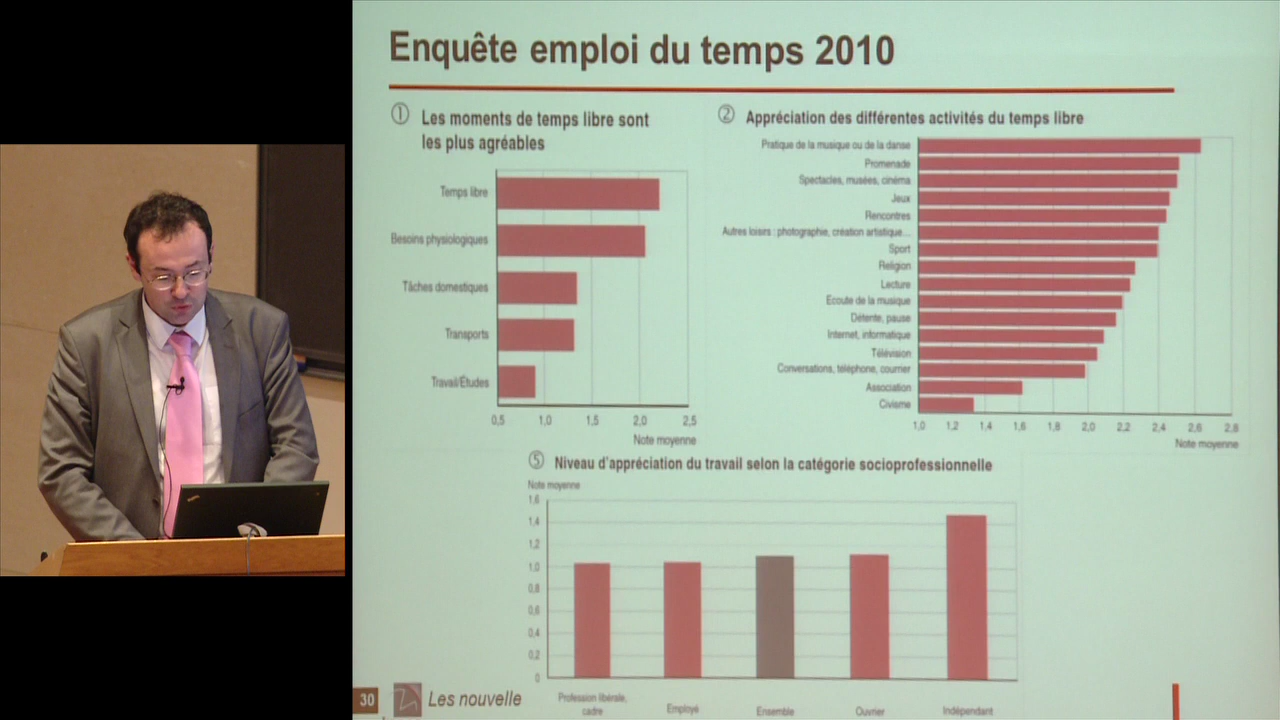 Enquête emploi du temps 2010
① Les moments de temps libre sont
les plus agréables
Temps libre
Besoins physiologiques
Tâches domestiques
Transports
Travail/Études
0,5 1,0 1,5 2,0 2,5
Note moyenne
② Appréciation des différentes activités du temps libre
Pratique de la musique ou de la danse
Promenade
Spectacles, musées, cinéma
Jeux
Rencontres
Autres loisirs : photographie, création artistique...
Sport
Religion
Lecture
Ecoute de la musique
Détente, pause
Internet, informatique
Télévision
Conversations, téléphone, courrier
Association
Civisme
1,0 1,2 1,4 1,6 1,8 2,0 2,2 2,4 2,6 2,8
Note moyenne
⑤ Niveau d'appréciation du travail selon la catégorie socioprofessionnelle
Note moyenne
1,6
1,4
1,2
1,0
0,8
0,6
0,4
0,2
0
Profession libérale,
cadre
Employé
Ensemble
Ouvrier
Indépendant
30 Les nouvelle